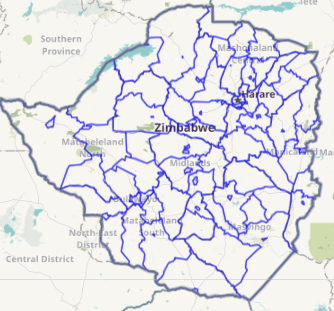 Tete
Southern
Province
Mashonaland
Central
Harare
Zimbabwe
Matabeleland
North
Midlands
Manicaland
Bulawayo
Matabeleland
South
Masvingo
North-East
District
Central District